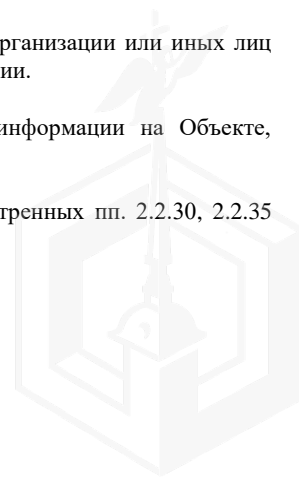 рганизации или иных лиц
ии.
информации на Объекте,
тренных пп. 2.2.30, 2.2.35